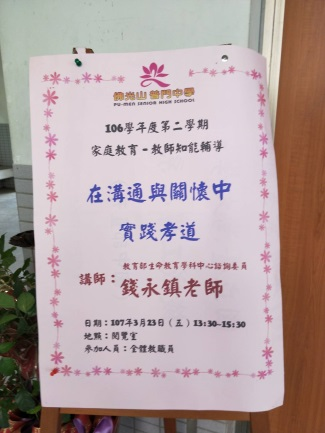 佛光山 普門中學
PU-MEN SENIOR HIGH SCHOOL
106學年度第二學期
家庭教育-教師知能輔導
在溝通與關懷中
實踐孝道
教育部生命教育學科中心諮詢委員
講師：錢永鎮老師
日期：107年3月23日（五）13:30-15:30
地點：閱覽室
參加人員：全體教職員